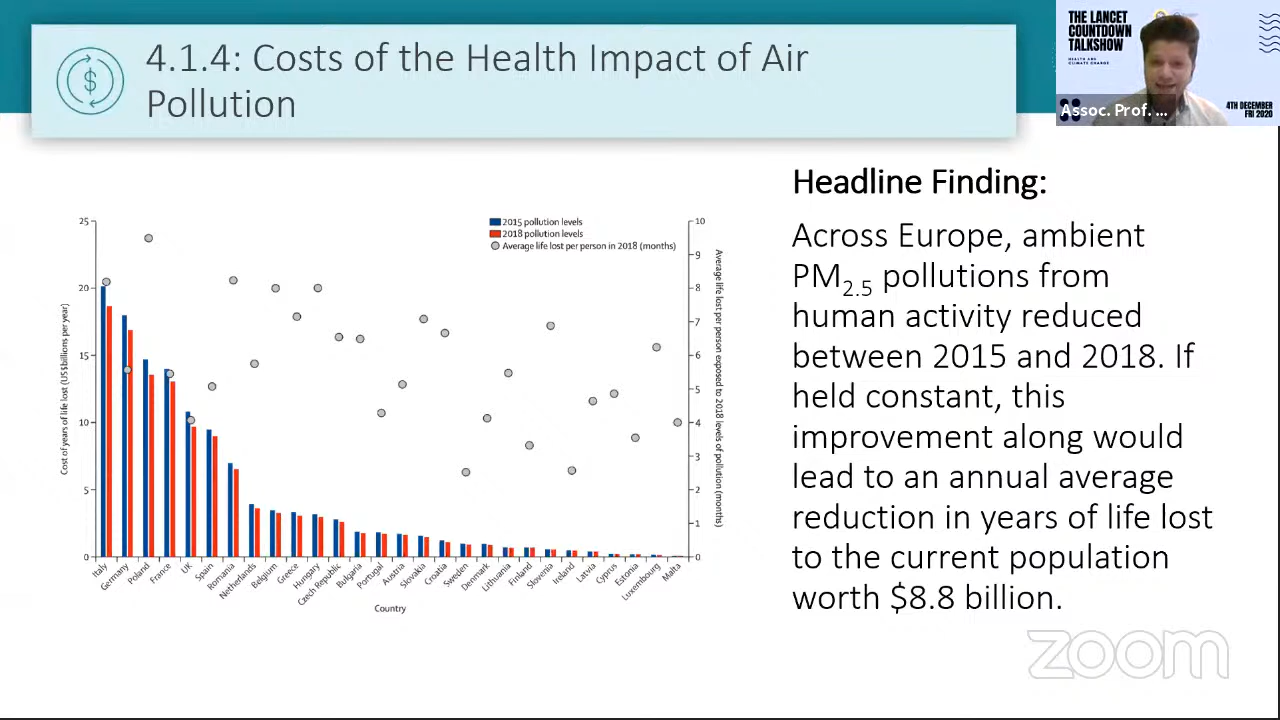 4.1.4: Costs of the Health Impact of Air
Pollution
THE LANCET
COUNTDOWN
TALKSHOW
HEALTH AND
CLIMATE CHANGE
4TH DECEMBER
FRI 2020
Assoc. Prof. ...
Headline Finding:
Across Europe, ambient
PM2.5 pollutions from
human activity reduced
between 2015 and 2018. If
held constant, this
improvement along would
lead to an annual average
reduction in years of life lost
to the current population
worth $8.8 billion.
2015 pollution levels
2018 pollution levels
Average life lost per person in 2018 (months)
Cost of years of life lost (US$billions per year)
25
20
15
10
5
0
10
9
8
7
6
5
4
3
2
1
0
Average life lost per person exposed to 2018 levels of pollution (months)
Italy
Germany
Poland
France
UK
Spain
Romania
Netherlands
Belgium
Greece
Hungary
Czech Republic
Bulgaria
Portugal
Austria
Slovakia
Croatia
Sweden
Denmark
Lithuania
Finland
Slovenia
Ireland
Latvia
Cyprus
Estonia
Luxembourg
Malta
Country
zoom